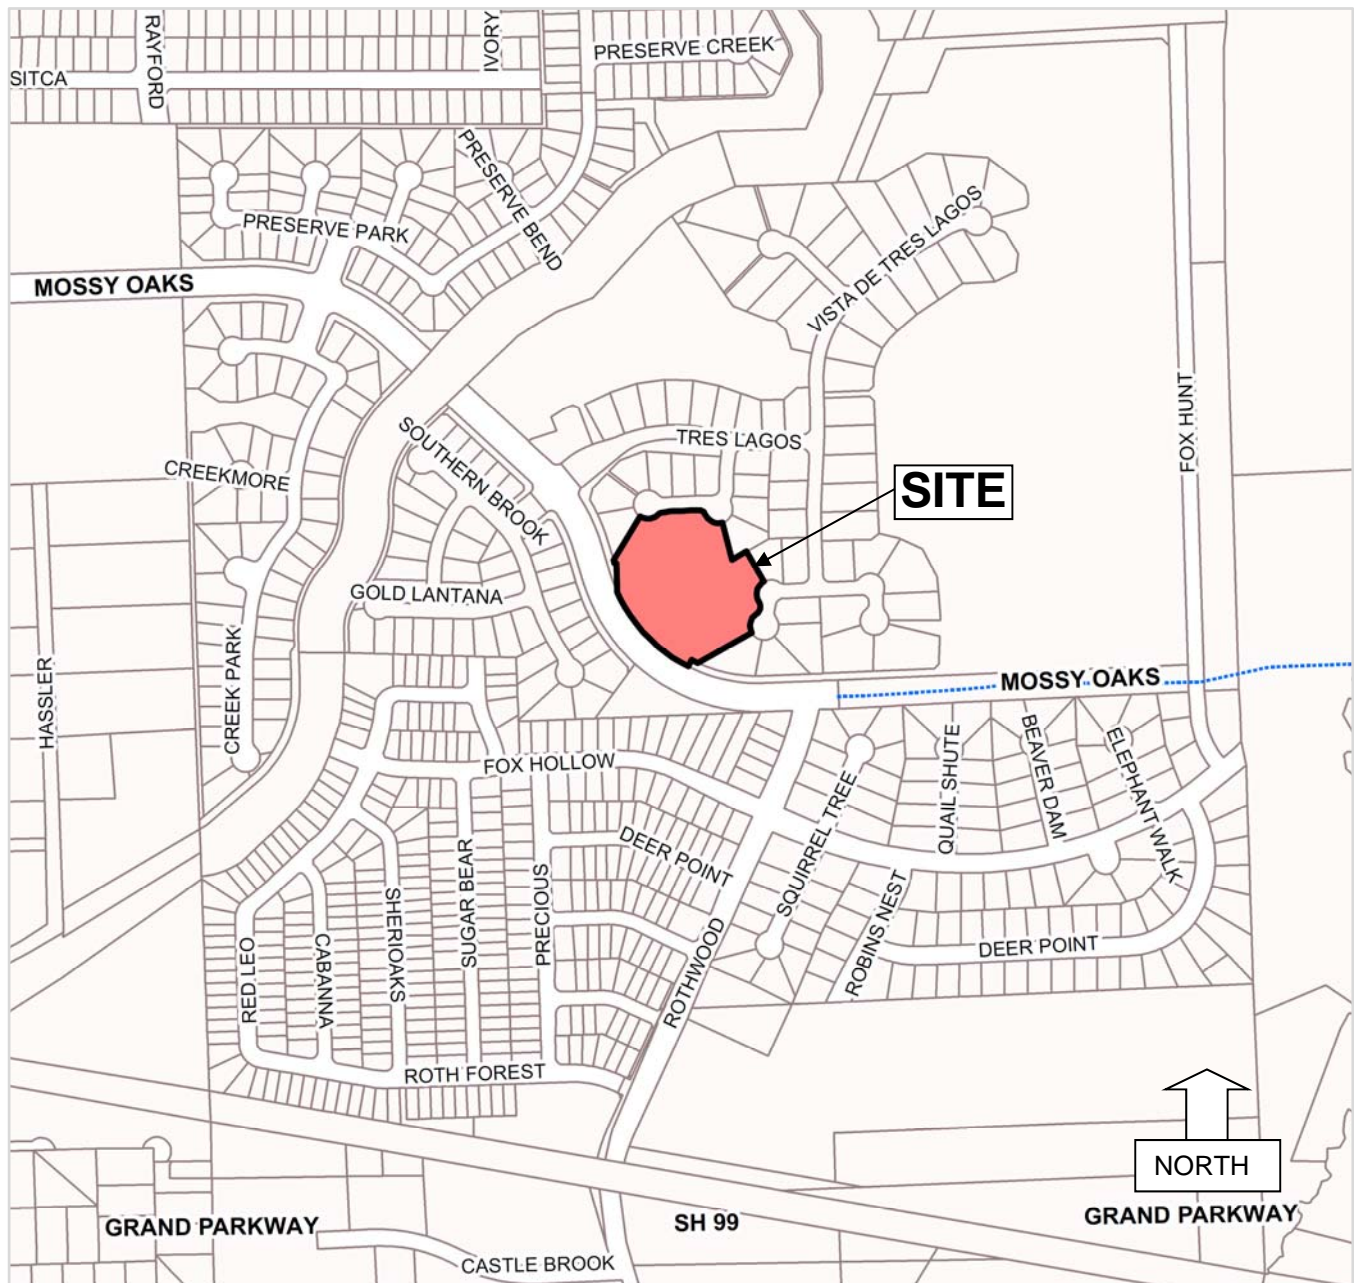 RAYFORD
IVORY
PRESERVE CREEK
SITCA
PRESERVE BEND
VISTA DE TRES LAGOS
PRESERVE PARK
MOSSY OAKS
FOX HUNT
SOUTHERN BROOK
TRES LAGOS
CREEKMORE
SITE
GOLD LANTANA
CREEK PARK
HASSLER
MOSSY OAKS
FOX HOLLOW
QUAIL SHUTE
BEAVER DAM
ELEPHANT WALK
SQUIRREL TREE
DEER POINT
SUGAR BEAR
PRECIOUS
SHERIOAKS
ROBINS NEST
RED LEO
CABANNA
ROTHWOOD
DEER POINT
ROTH FOREST
NORTH
GRAND PARKWAY
SH 99
GRAND PARKWAY
CASTLE BROOK